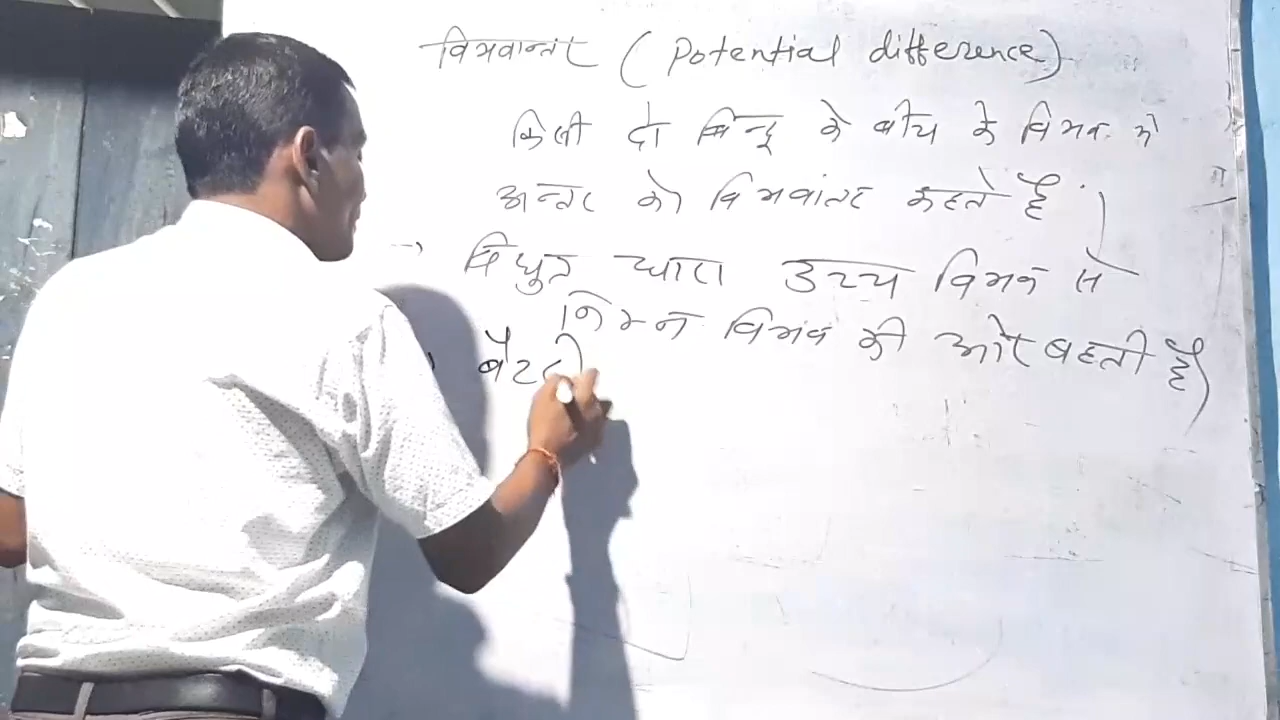 विभवान्तर (Potential difference)
किसी दो बिन्दु के बीच के विभव के
अन्तर को विभवांतर कहते हैं।
→ विधुत धारा उच्च विभव से
निम्न विभव की ओर बहती है।
बैटरी